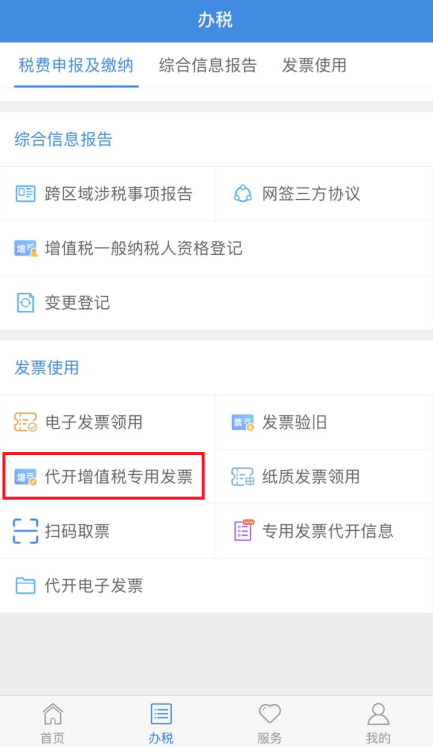 办税
税费申报及缴纳 综合信息报告 发票使用
综合信息报告
跨区域涉税事项报告 网签三方协议
增值税一般纳税人资格登记
变更登记
发票使用
电子发票领用 发票验旧
代开增值税专用发票 纸质发票领用
扫码取票 专用发票代开信息
代开电子发票
首页 办税 服务 我的